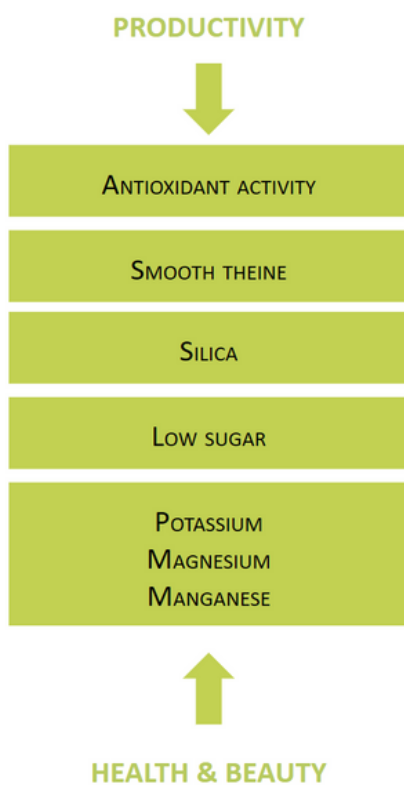 PRODUCTIVITY
ANTIOXIDANT ACTIVITY
SMOOTH THEINE
SILICA
LOW SUGAR
POTASSIUM
MAGNESIUM
MANGANESE
HEALTH & BEAUTY